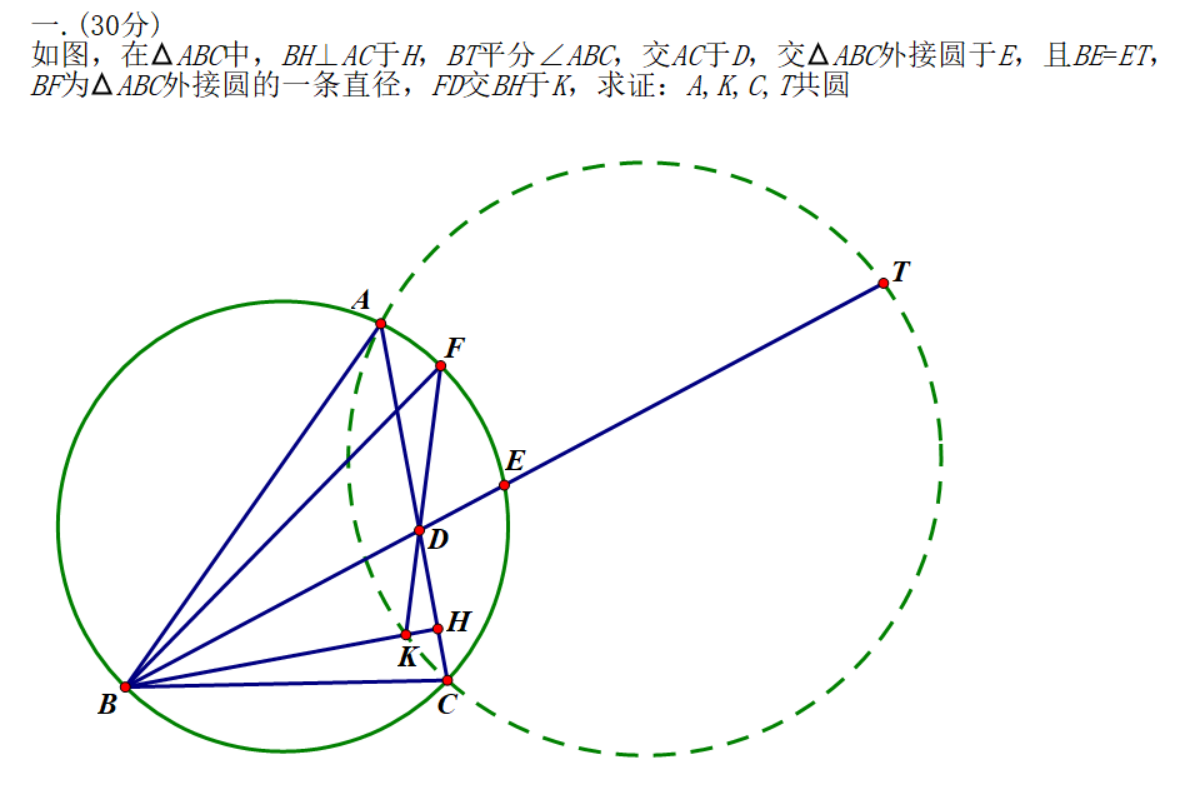 一. (30分)
如图，在△ABC中，BH⊥AC于H，BT平分∠ABC，交AC于D，交△ABC外接圆于E，且BE=ET，
BF为△ABC外接圆的一条直径，FD交BH于K，求证：A, K, C, T共圆
T
A
F
E
D
H
K
B
C